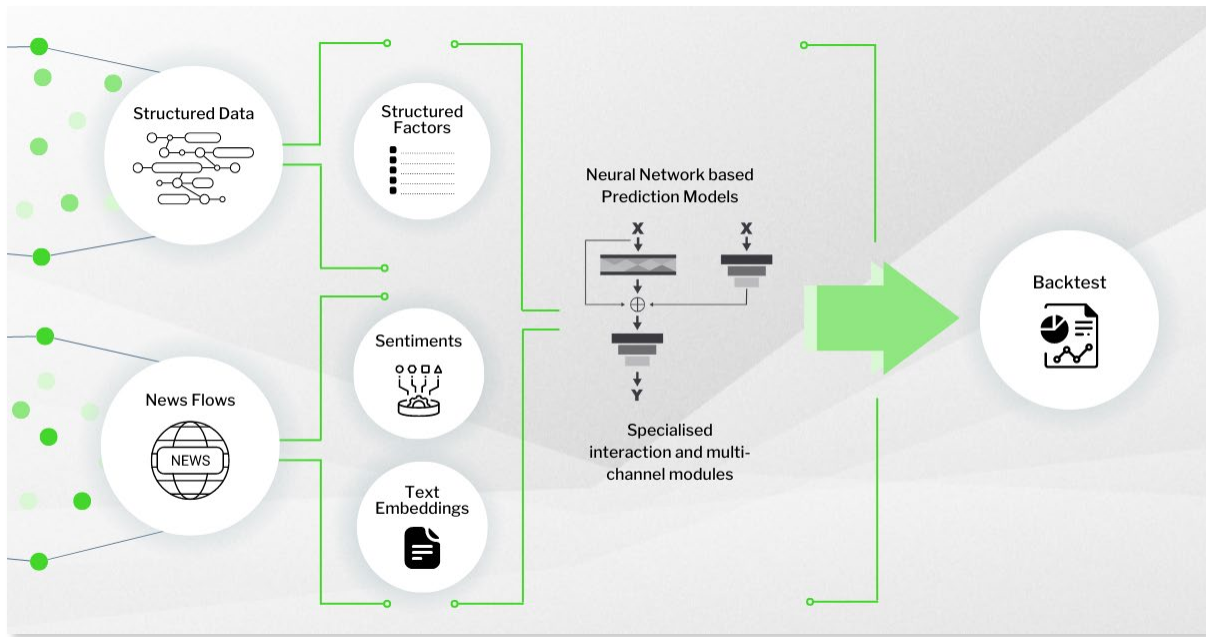 Structured Data
Structured
Factors
Neural Network based
Prediction Models
X
X
Y
Specialised
interaction and multi-
channel modules
Backtest
Sentiments
News Flows
NEWS
Text
Embeddings